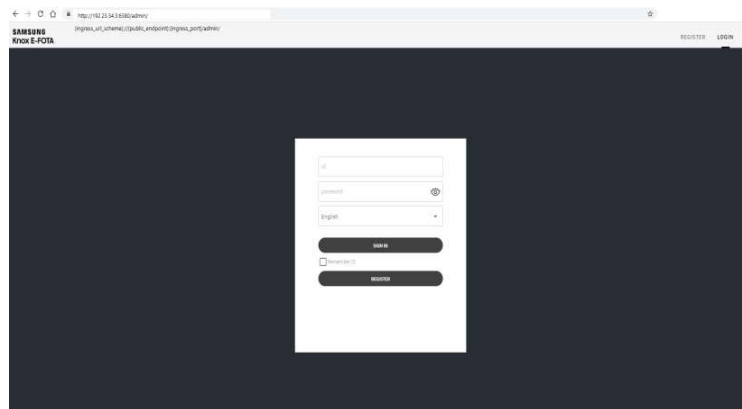 http://192.23.34.3:6380/admin/
{ingress_url_scheme}://{public_endpoint}:{ingress_port}/admin/
SAMSUNG
Knox E-FOTA
REGISTER LOGIN
id
password
English
SIGN IN
Remember ID
REGISTER